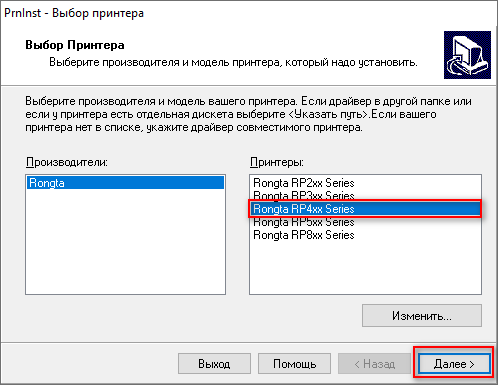 PrnInst - Выбор принтера
Выбор Принтера
Выберите производителя и модель принтера, который надо установить.
Выберите производителя и модель вашего принтера. Если драйвер в другой папке или
если у принтера есть отдельная дискета выберите <Указать путь>.Если вашего
принтера нет в списке, укажите драйвер совместимого принтера.
Производители:
Rongta
Принтеры:
Rongta RP2xx Series
Rongta RP3xx Series
Rongta RP4xx Series
Rongta RP5xx Series
Rongta RP8xx Series
Изменить...
Выход
Помощь
< Назад
Далее >